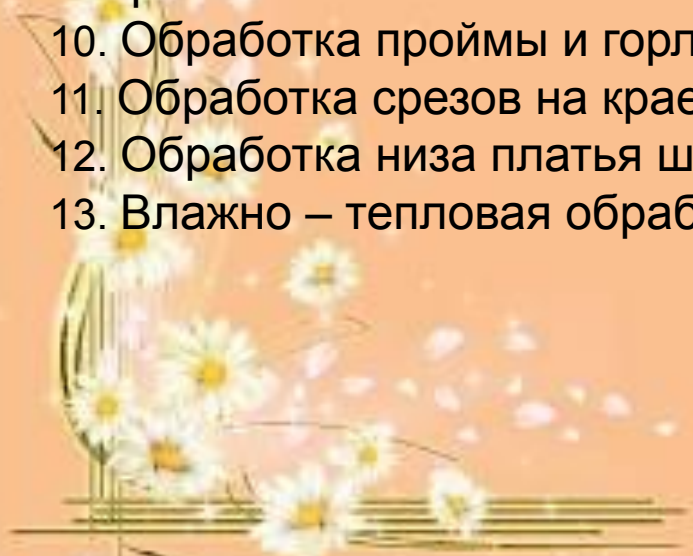 10. Обработка проймы и горл
11. Обработка срезов на крае
12. Обработка низа платья ш
13. Влажно – тепловая обраб